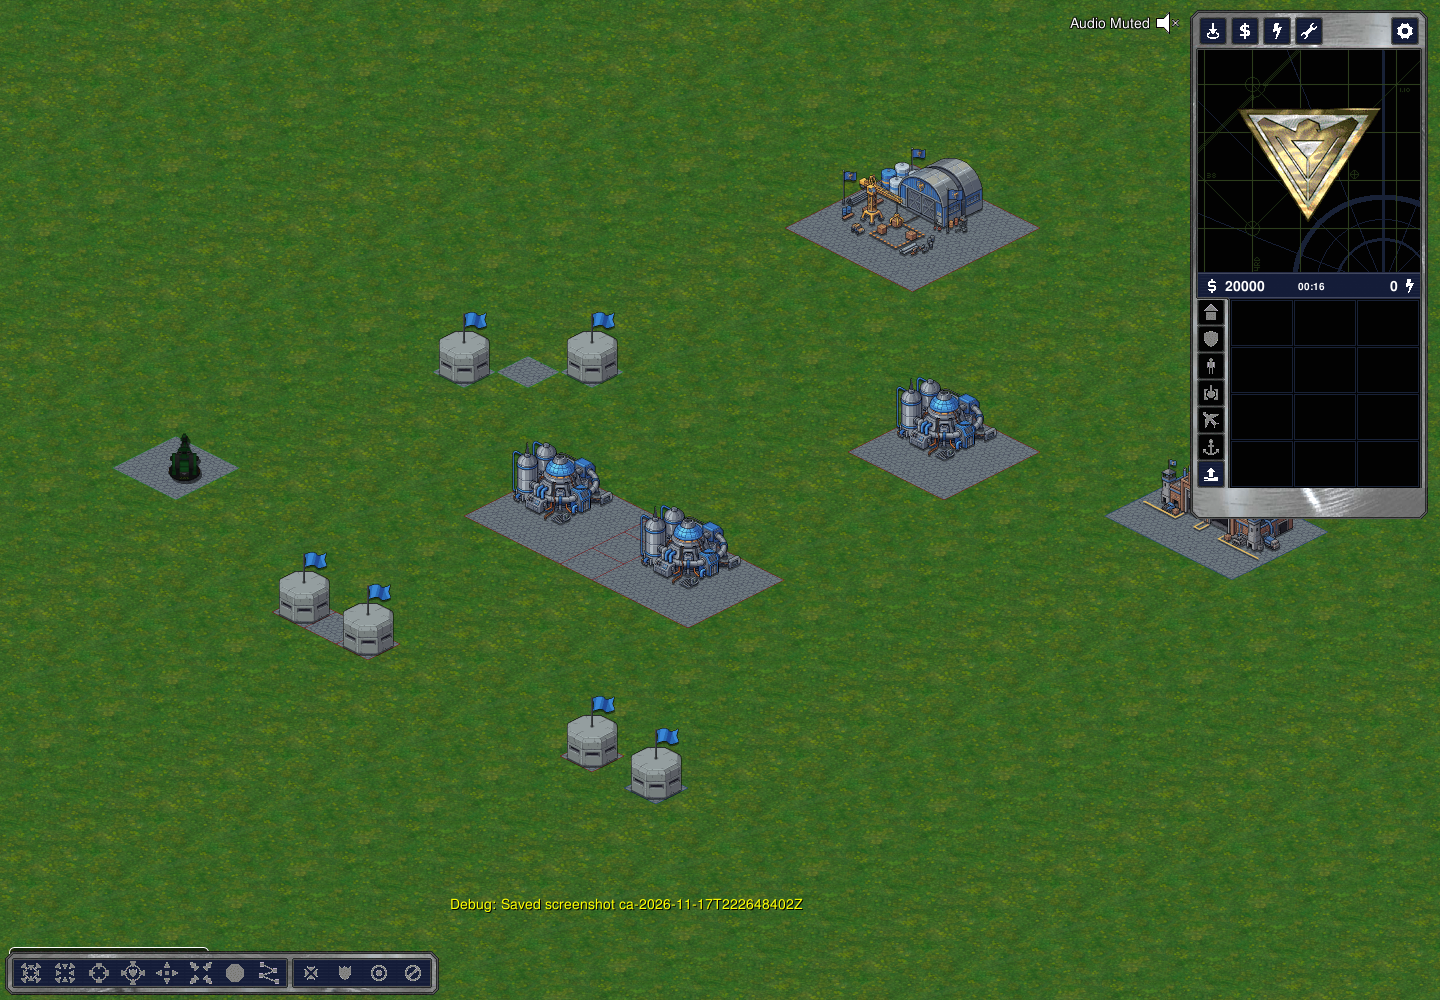 Audio Muted
$ 20000 00:16 0
Debug: Saved screenshot ca-2026-11-17T222648402Z